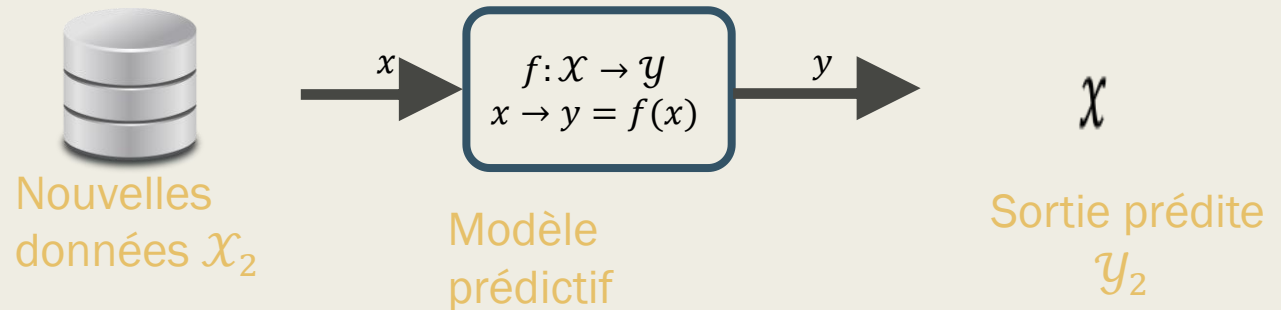 x
f: 𝒳 → 𝒴
x → y = f(x)
y
𝒳
Nouvelles
données 𝒳₂
Modèle
prédictif
Sortie prédite
𝒴₂